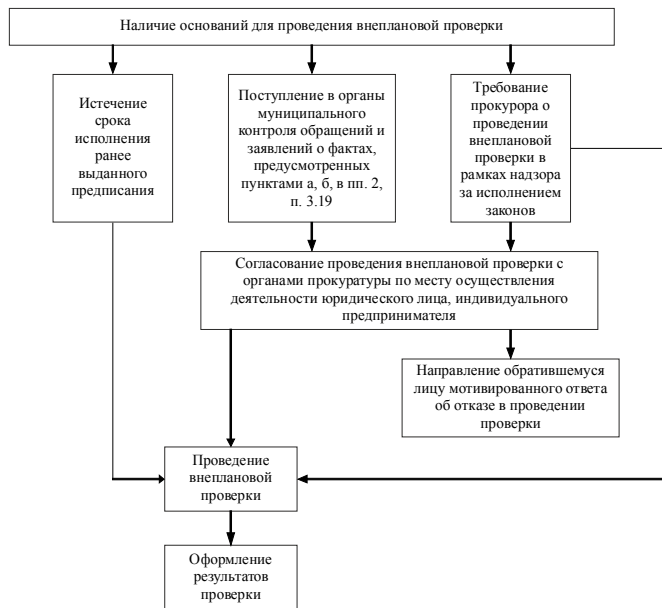 Наличие оснований для проведения внеплановой проверки
Истечение
срока
исполнения
ранее
выданного
предписания
Поступление в органы
муниципального
контроля обращений и
заявлений о фактах,
предусмотренных
пунктами а, б, в пп. 2,
п. 3.19
Требование
прокурора о
проведении
внеплановой
проверки в
рамках надзора
за исполнением
законов
Согласование проведения внеплановой проверки с
органами прокуратуры по месту осуществления
деятельности юридического лица, индивидуального
предпринимателя
Направление обратившемуся
лицу мотивированного ответа
об отказе в проведении
проверки
Проведение
внеплановой
проверки
Оформление
результатов
проверки